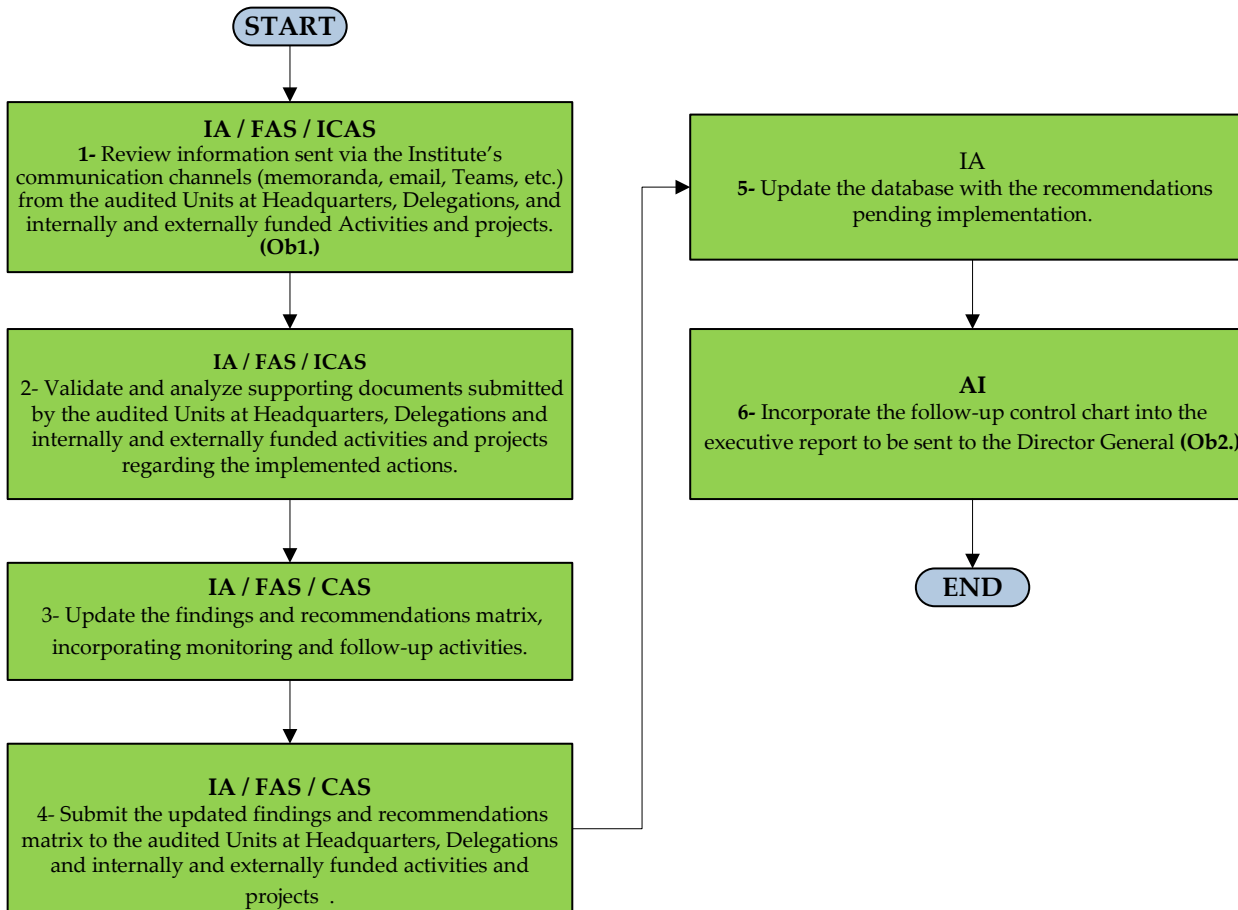 START
IA / FAS / ICAS
1- Review information sent via the Institute’s
communication channels (memoranda, email, Teams, etc.)
from the audited Units at Headquarters, Delegations, and
internally and externally funded Activities and projects.
(Ob1.)
IA / FAS / ICAS
2- Validate and analyze supporting documents submitted
by the audited Units at Headquarters, Delegations and
internally and externally funded activities and projects
regarding the implemented actions.
IA / FAS / CAS
3- Update the findings and recommendations matrix,
incorporating monitoring and follow-up activities.
IA / FAS / CAS
4- Submit the updated findings and recommendations
matrix to the audited Units at Headquarters, Delegations
and internally and externally funded activities and
projects .
IA
5- Update the database with the recommendations
pending implementation.
AI
6- Incorporate the follow-up control chart into the
executive report to be sent to the Director General (Ob2.)
END